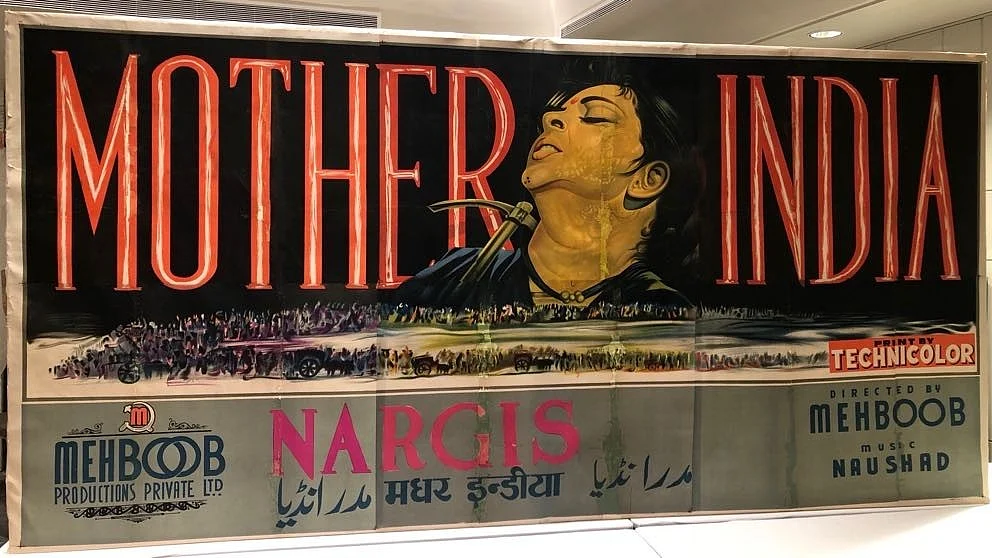 MOTHER INDIA
PRINT BY
TECHNICOLOR
M
MEHBOOB
PRODUCTIONS PRIVATE LTD
NARGIS
مدر انڈیا मधर इन्डीया مدر انڈیا
DIRECTED BY
MEHBOOB
MUSIC
NAUSHAD